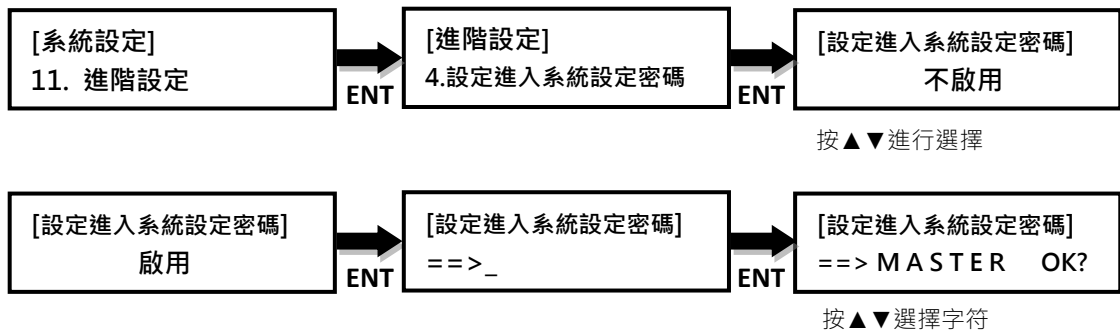 [系統設定]
11. 進階設定
ENT
[進階設定]
4.設定進入系統設定密碼
ENT
[設定進入系統設定密碼]
不啟用
按▲▼進行選擇
[設定進入系統設定密碼]
啟用
ENT
[設定進入系統設定密碼]
==>_
ENT
[設定進入系統設定密碼]
==> M A S T E R OK?
按▲▼選擇字符